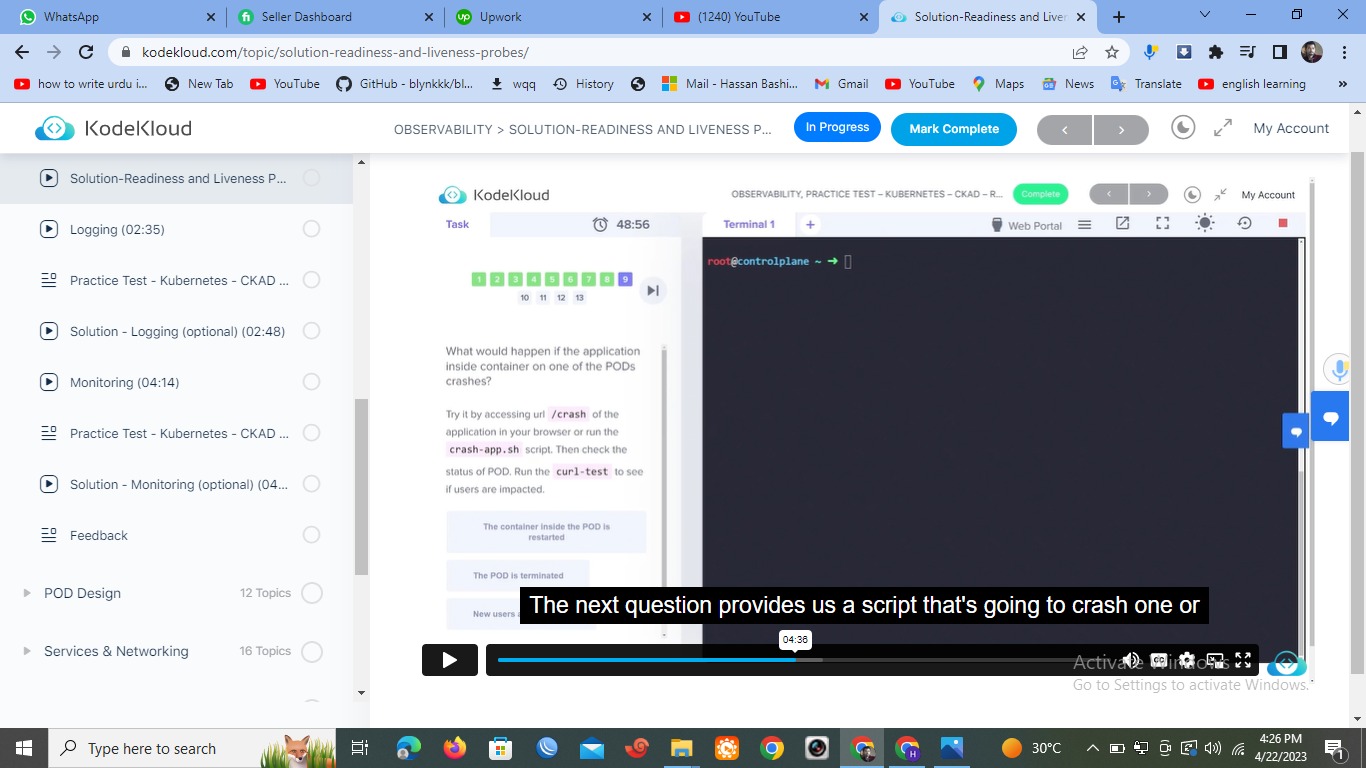 WhatsApp
Seller Dashboard
Upwork
(1240) YouTube
Solution-Readiness and Liven
kodekloud.com/topic/solution-readiness-and-liveness-probes/
how to write urdu i...
New Tab
YouTube
GitHub - blynkkk/bl...
wqq
History
Mail - Hassan Bashi...
Gmail
YouTube
Maps
News
Translate
english learning
»
KodeKloud
OBSERVABILITY > SOLUTION-READINESS AND LIVENESS P...
In Progress
Mark Complete
<
>
My Account
Solution-Readiness and Liveness P...
Logging (02:35)
Practice Test - Kubernetes - CKAD ...
Solution - Logging (optional) (02:48)
Monitoring (04:14)
Practice Test - Kubernetes - CKAD ...
Solution - Monitoring (optional) (04...
Feedback
POD Design
12 Topics
Services & Networking
16 Topics
KodeKloud
OBSERVABILITY, PRACTICE TEST – KUBERNETES – CKAD – R...
Complete
<
>
My Account
Task
48:56
Terminal 1
+
Web Portal
root@controlplane ~ ➜
1 2 3 4 5 6 7 8 9
10 11 12 13
What would happen if the application
inside container on one of the PODs
crashes?
Try it by accessing url /crash of the
application in your browser or run the
crash-app.sh script. Then check the
status of POD. Run the curl-test to see
if users are impacted.
The container inside the POD is
restarted
The POD is terminated
New users
The next question provides us a script that's going to crash one or
04:36
CC
Activate Windows
Go to Settings to activate Windows.
Type here to search
30°C
4:26 PM
4/22/2023
1